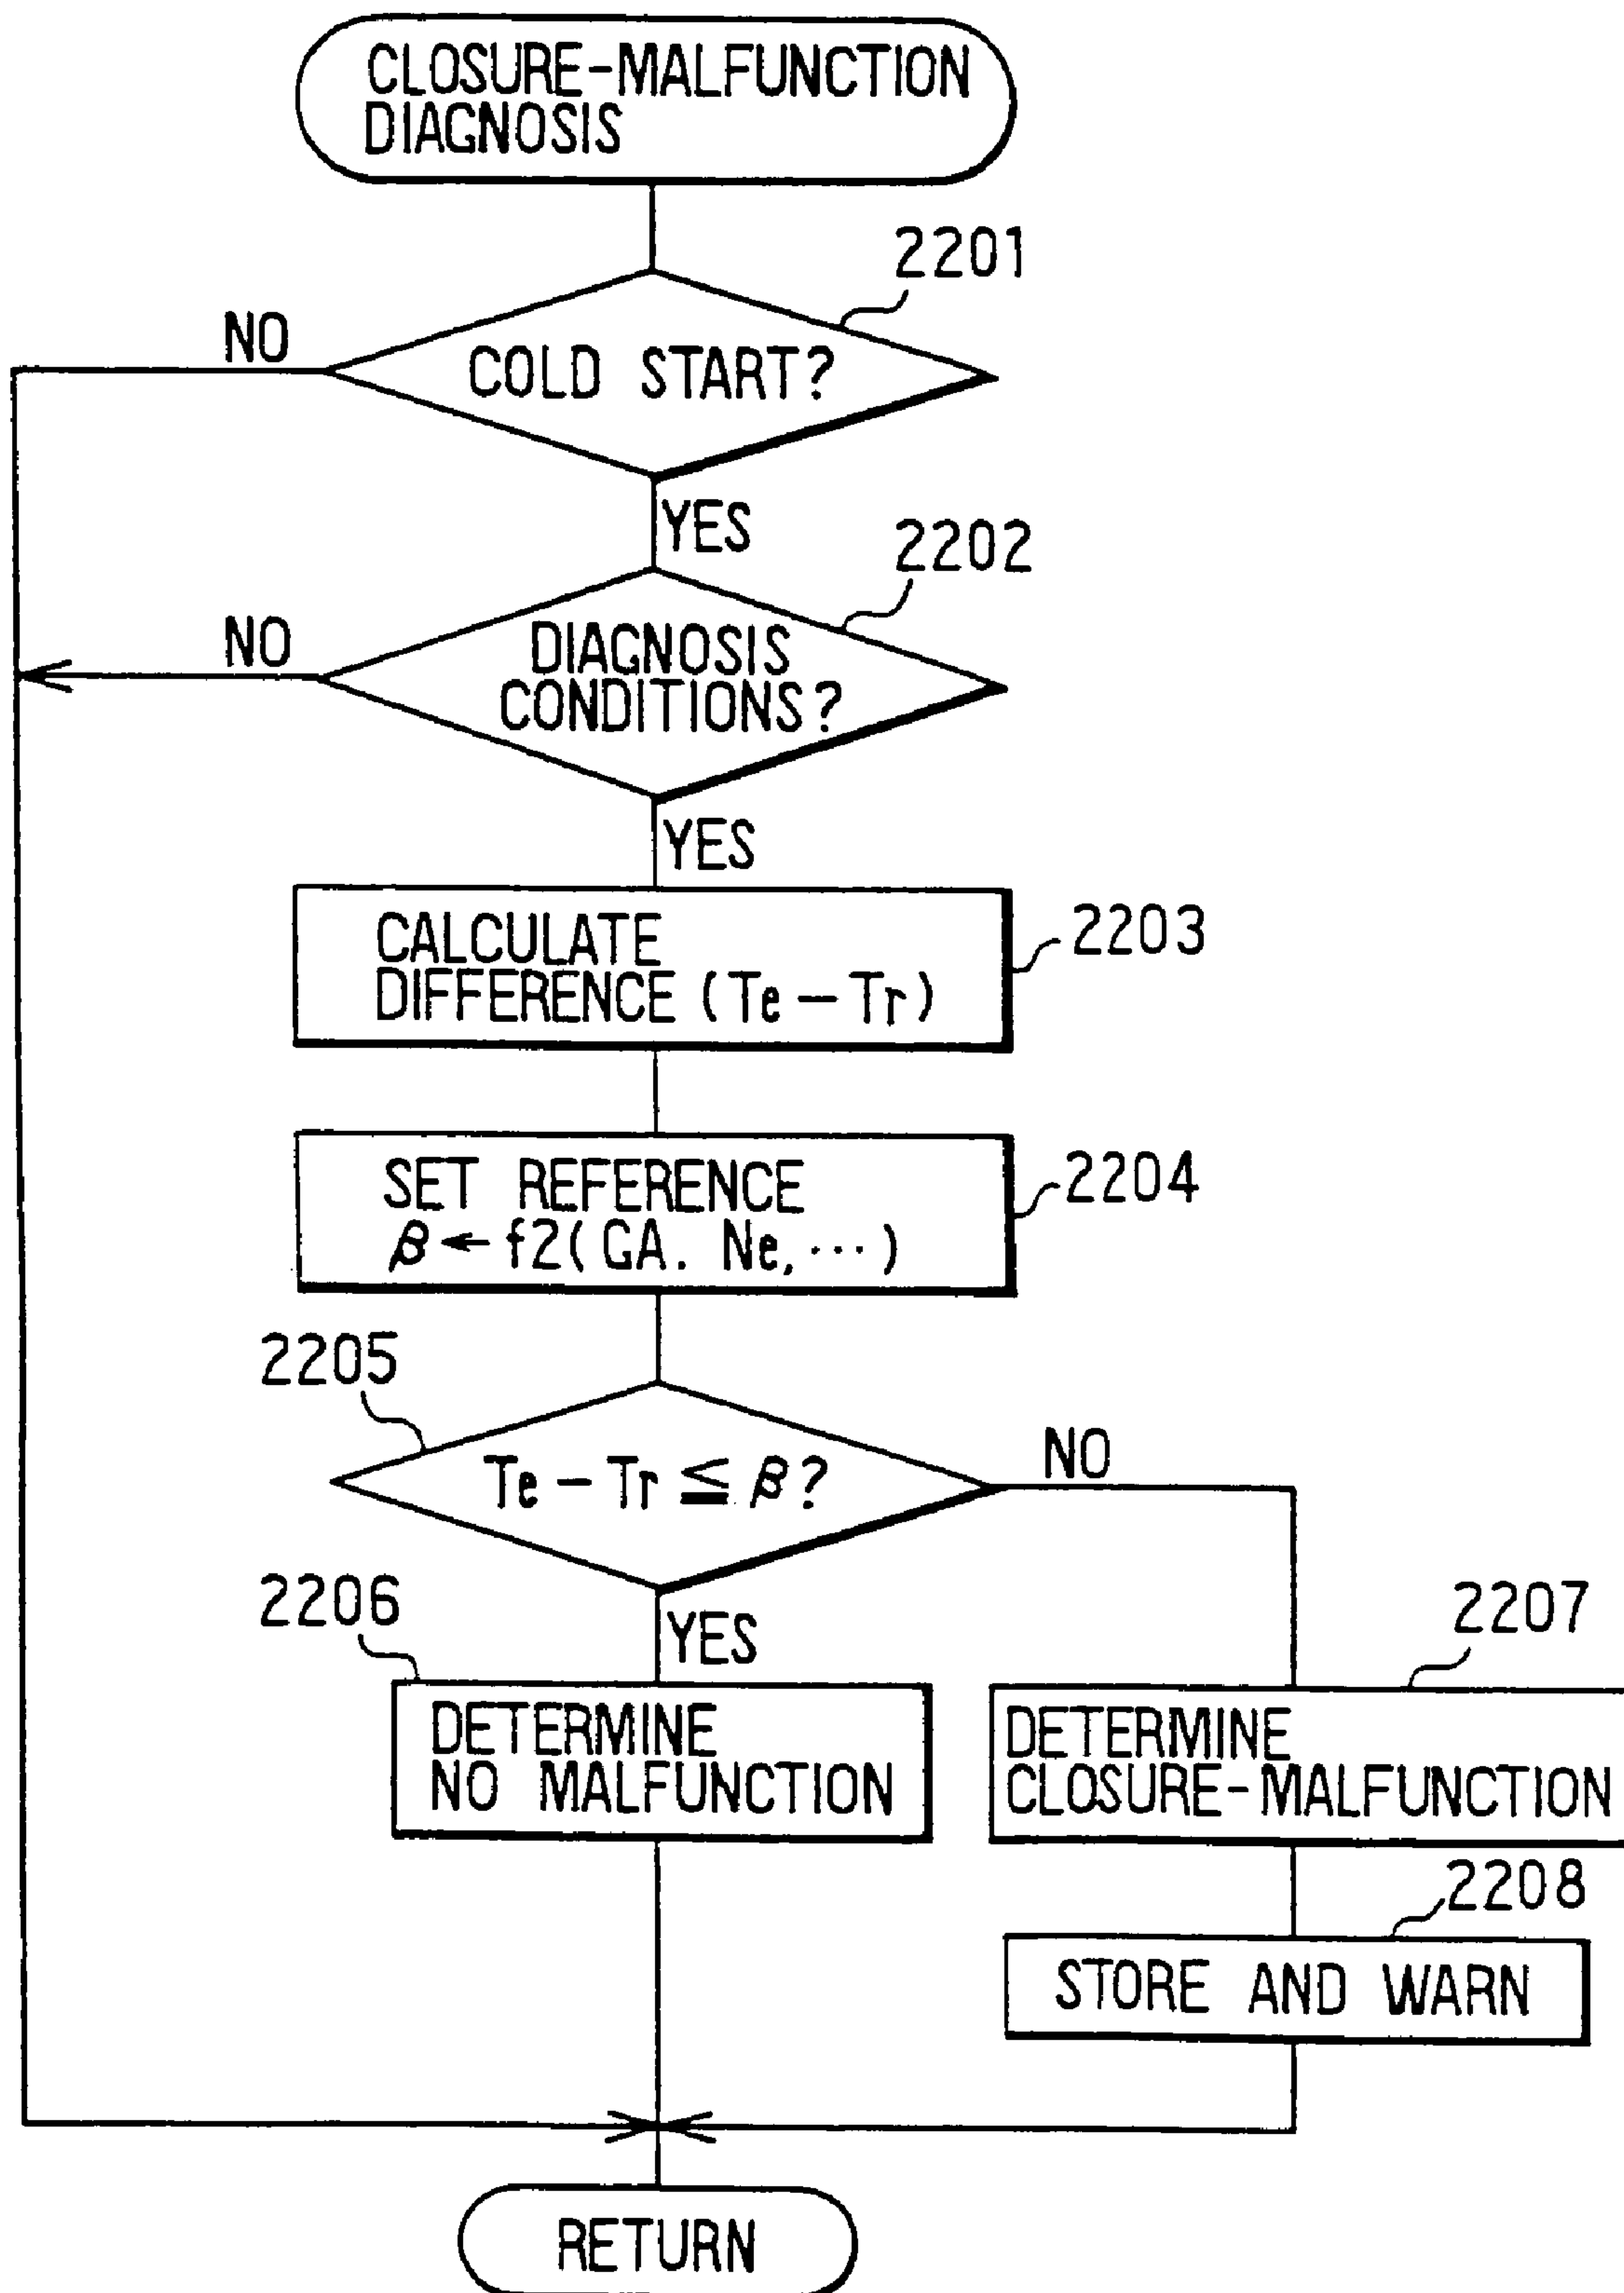 CLOSURE-MALFUNCTION
DIAGNOSIS
2201
NO
COLD START?
YES
2202
NO
DIAGNOSIS
CONDITIONS?
YES
CALCULATE
DIFFERENCE (Te - Tr)
2203
SET REFERENCE
β ← f2(GA. Ne, ...)
2204
2205
Te - Tr ≦ β?
NO
2206
YES
2207
DETERMINE
NO MALFUNCTION
DETERMINE
CLOSURE-MALFUNCTION
2208
STORE AND WARN
RETURN